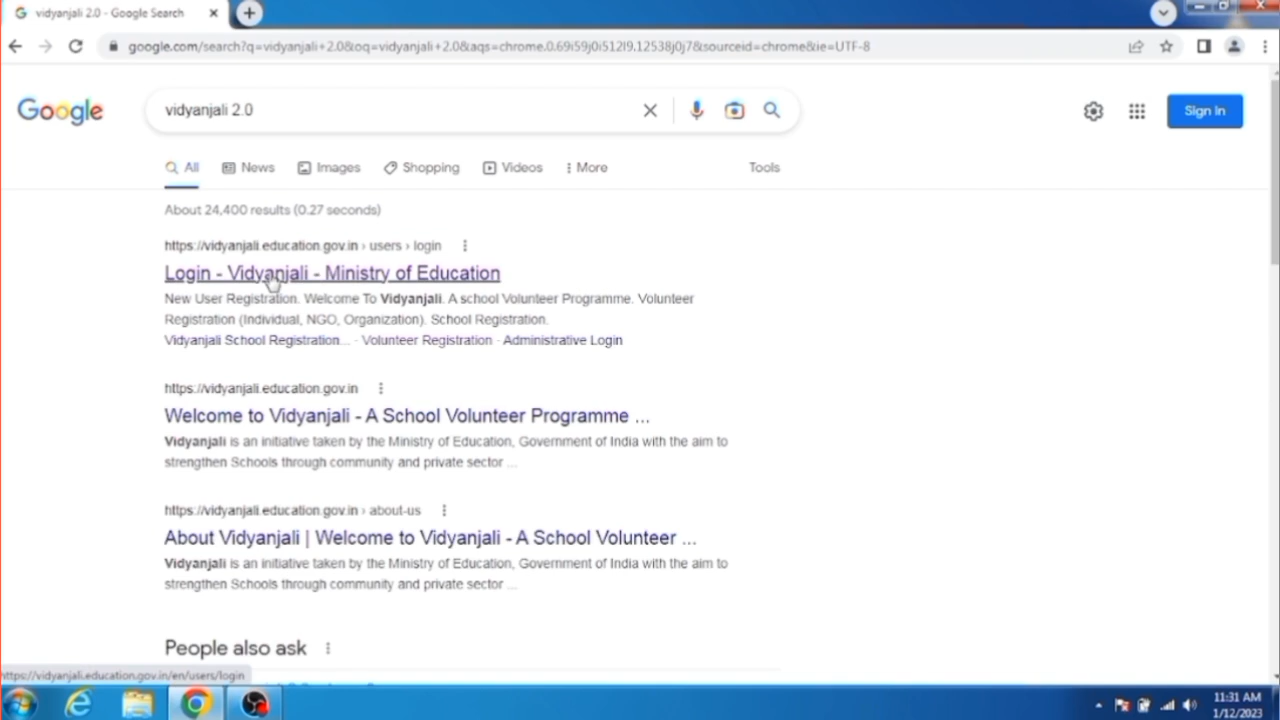 vidyanjali 2.0 - Google Search
google.com/search?q=vidyanjali+2.0&oq=vidyanjali+2.0&aqs=chrome.0.69i59j0i512l9.12538j0j7&sourceid=chrome&ie=UTF-8
Google
vidyanjali 2.0
Sign in
All News Images Shopping Videos More Tools
About 24,400 results (0.27 seconds)
https://vidyanjali.education.gov.in › users › login
Login - Vidyanjali - Ministry of Education
New User Registration. Welcome To Vidyanjali. A school Volunteer Programme. Volunteer
Registration (Individual, NGO, Organization). School Registration.
Vidyanjali School Registration... · Volunteer Registration · Administrative Login
https://vidyanjali.education.gov.in
Welcome to Vidyanjali - A School Volunteer Programme ...
Vidyanjali is an initiative taken by the Ministry of Education, Government of India with the aim to
strengthen Schools through community and private sector ...
https://vidyanjali.education.gov.in › about-us
About Vidyanjali | Welcome to Vidyanjali - A School Volunteer ...
Vidyanjali is an initiative taken by the Ministry of Education, Government of India with the aim to
strengthen Schools through community and private sector ...
People also ask
https://vidyanjali.education.gov.in/en/users/login
11:31 AM
1/12/2023